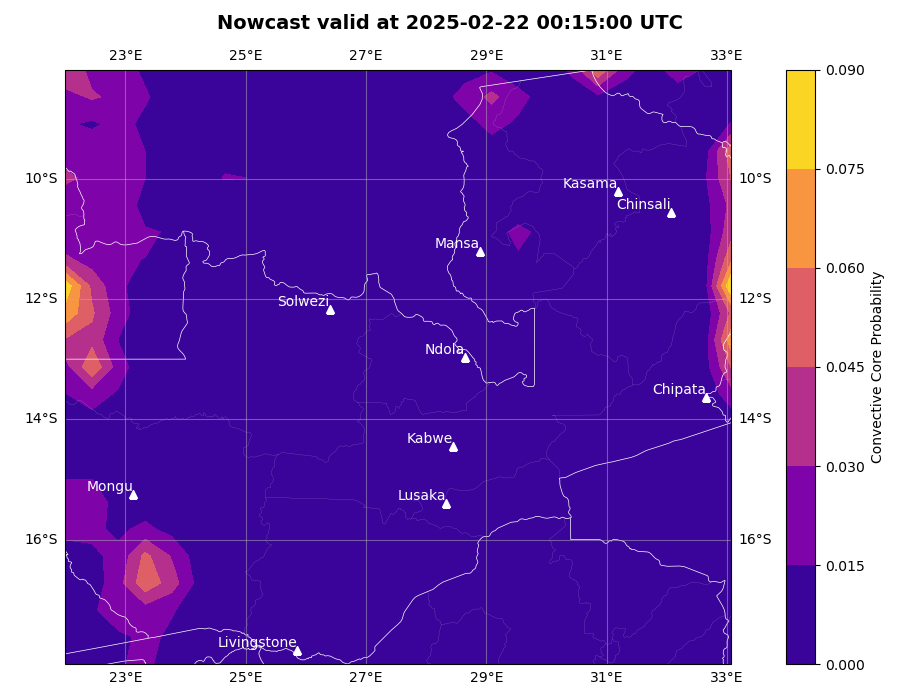 Nowcast valid at 2025-02-22 00:15:00 UTC
23°E 25°E 27°E 29°E 31°E 33°E
10°S 12°S 14°S 16°S
Kasama
Chinsali
Mansa
Solwezi
Ndola
Chipata
Kabwe
Mongu
Lusaka
Livingstone
10°S 12°S 14°S 16°S
23°E 25°E 27°E 29°E 31°E 33°E
0.090
0.075
0.060
0.045
0.030
0.015
0.000
Convective Core Probability